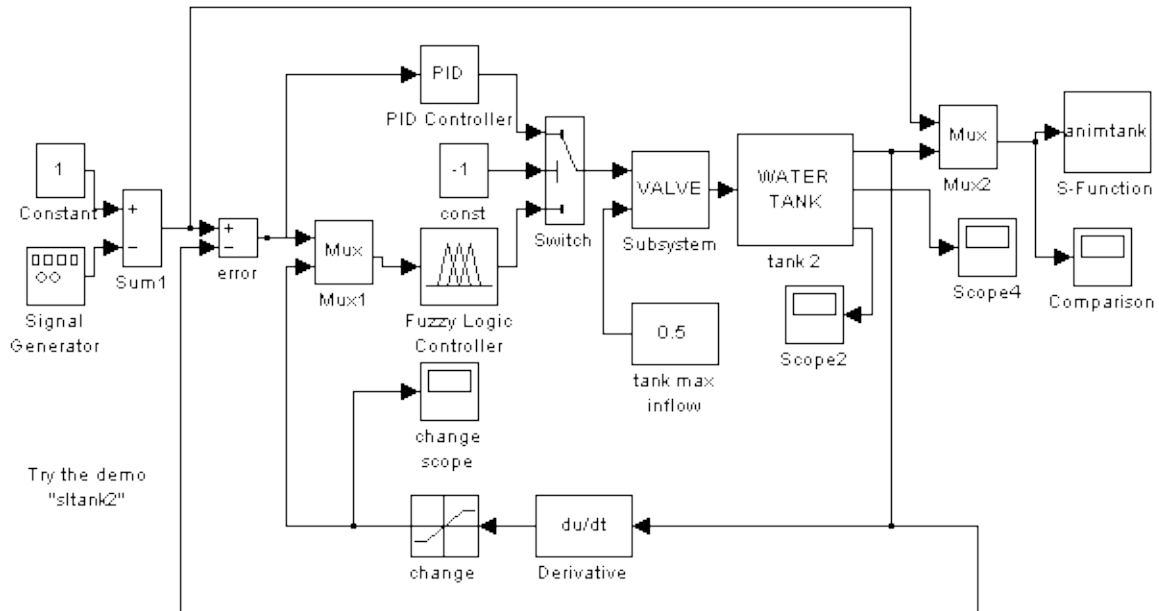 PID
PID Controller
1
Constant
+
−
Sum1
Signal
Generator
+
−
error
Mux
Mux1
-1
const
Fuzzy Logic
Controller
Switch
VALVE
Subsystem
0.5
tank max
inflow
WATER
TANK
tank 2
Scope2
Mux
Mux2
animtank
S-Function
Scope4
Comparison
change
scope
Try the demo
"sltank2"
change
du/dt
Derivative